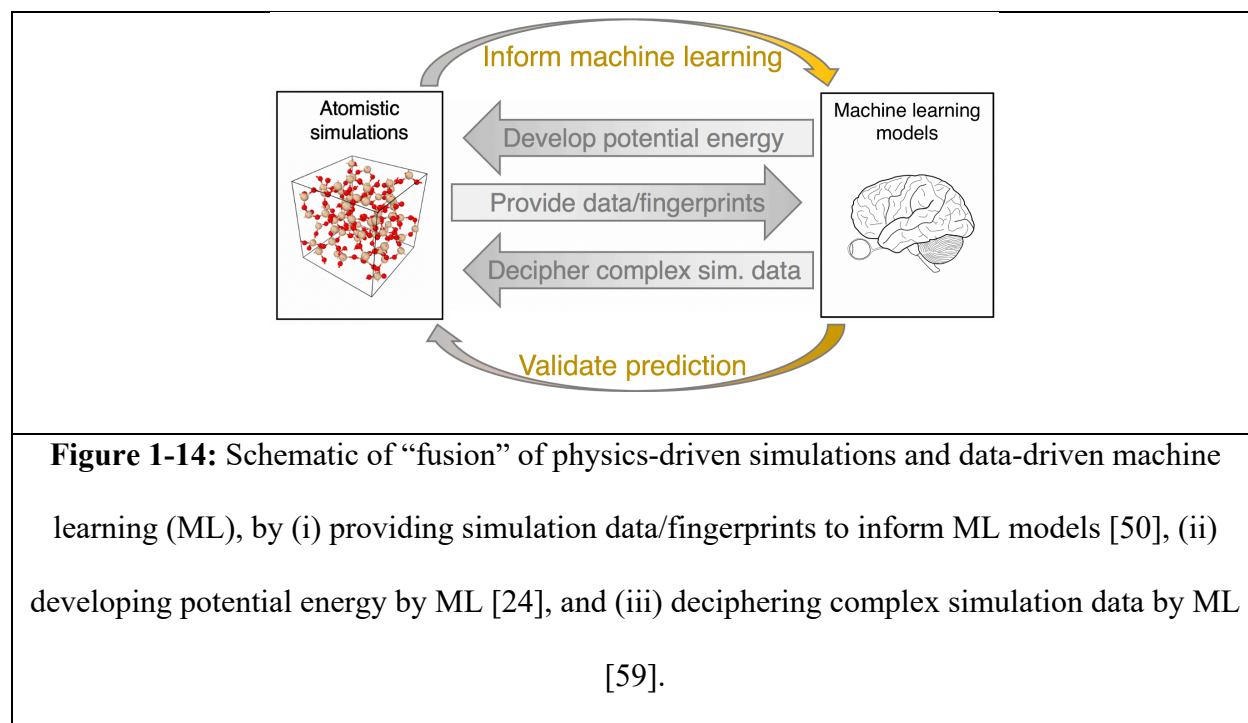 Inform machine learning
Atomistic
simulations
Machine learning
models
Develop potential energy
Provide data/fingerprints
Decipher complex sim. data
Validate prediction
Figure 1-14: Schematic of “fusion” of physics-driven simulations and data-driven machine
learning (ML), by (i) providing simulation data/fingerprints to inform ML models [50], (ii)
developing potential energy by ML [24], and (iii) deciphering complex simulation data by ML
[59].